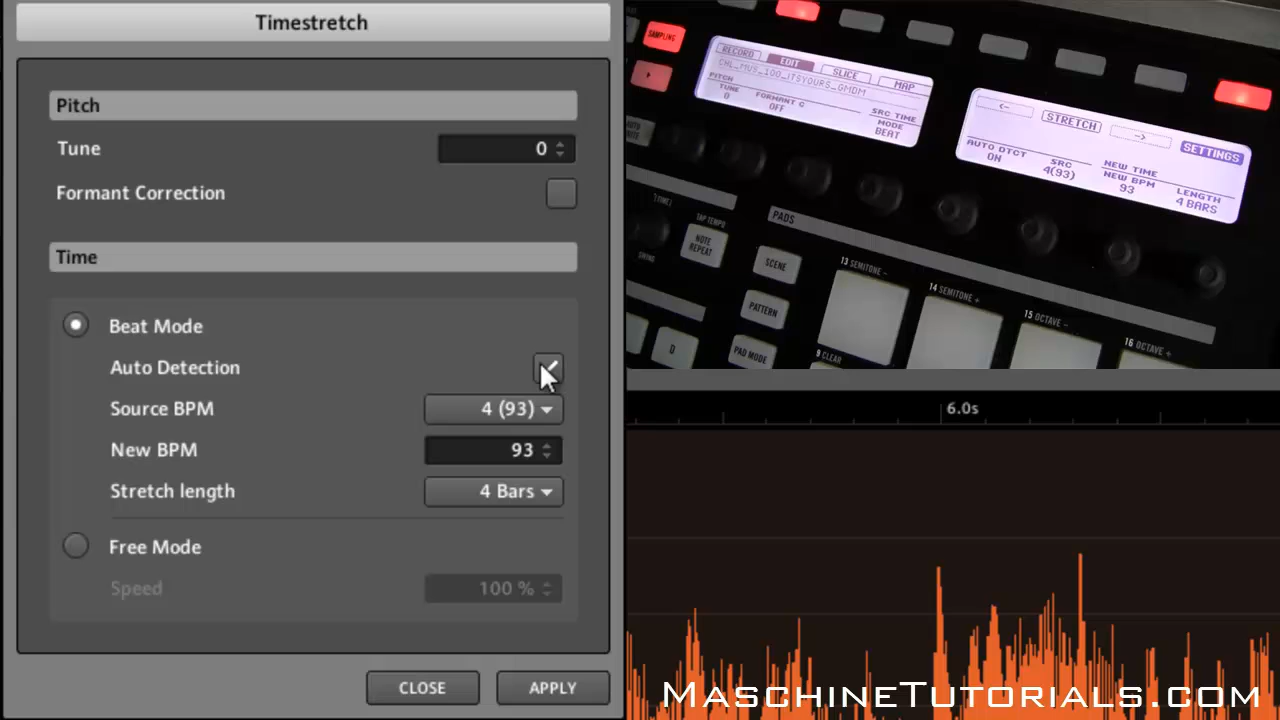 Timestretch
Pitch
Tune 0
Formant Correction
Time
Beat Mode
Auto Detection
Source BPM 4 (93)
New BPM 93
Stretch length 4 Bars
Free Mode
Speed 100 %
CLOSE APPLY
SAMPLING
RECORD EDIT SLICE MAP
CHL_MUS_100_ITSYOURS_GMDM
PITCH SRC TIME
TUNE FORMANT C MODE
0 OFF BEAT
<- STRETCH -> SETTINGS
AUTO DTCT SRC NEW TIME
ON 4(93) NEW BPM LENGTH
93 4 BARS
TAP TEMPO
NOTE
REPEAT
SWING
PADS
SCENE
PATTERN
PAD MODE
D
13 SEMITONE -
14 SEMITONE +
15 OCTAVE -
16 OCTAVE +
9 CLEAR
6.0s
MASCHINETUTORIALS.COM